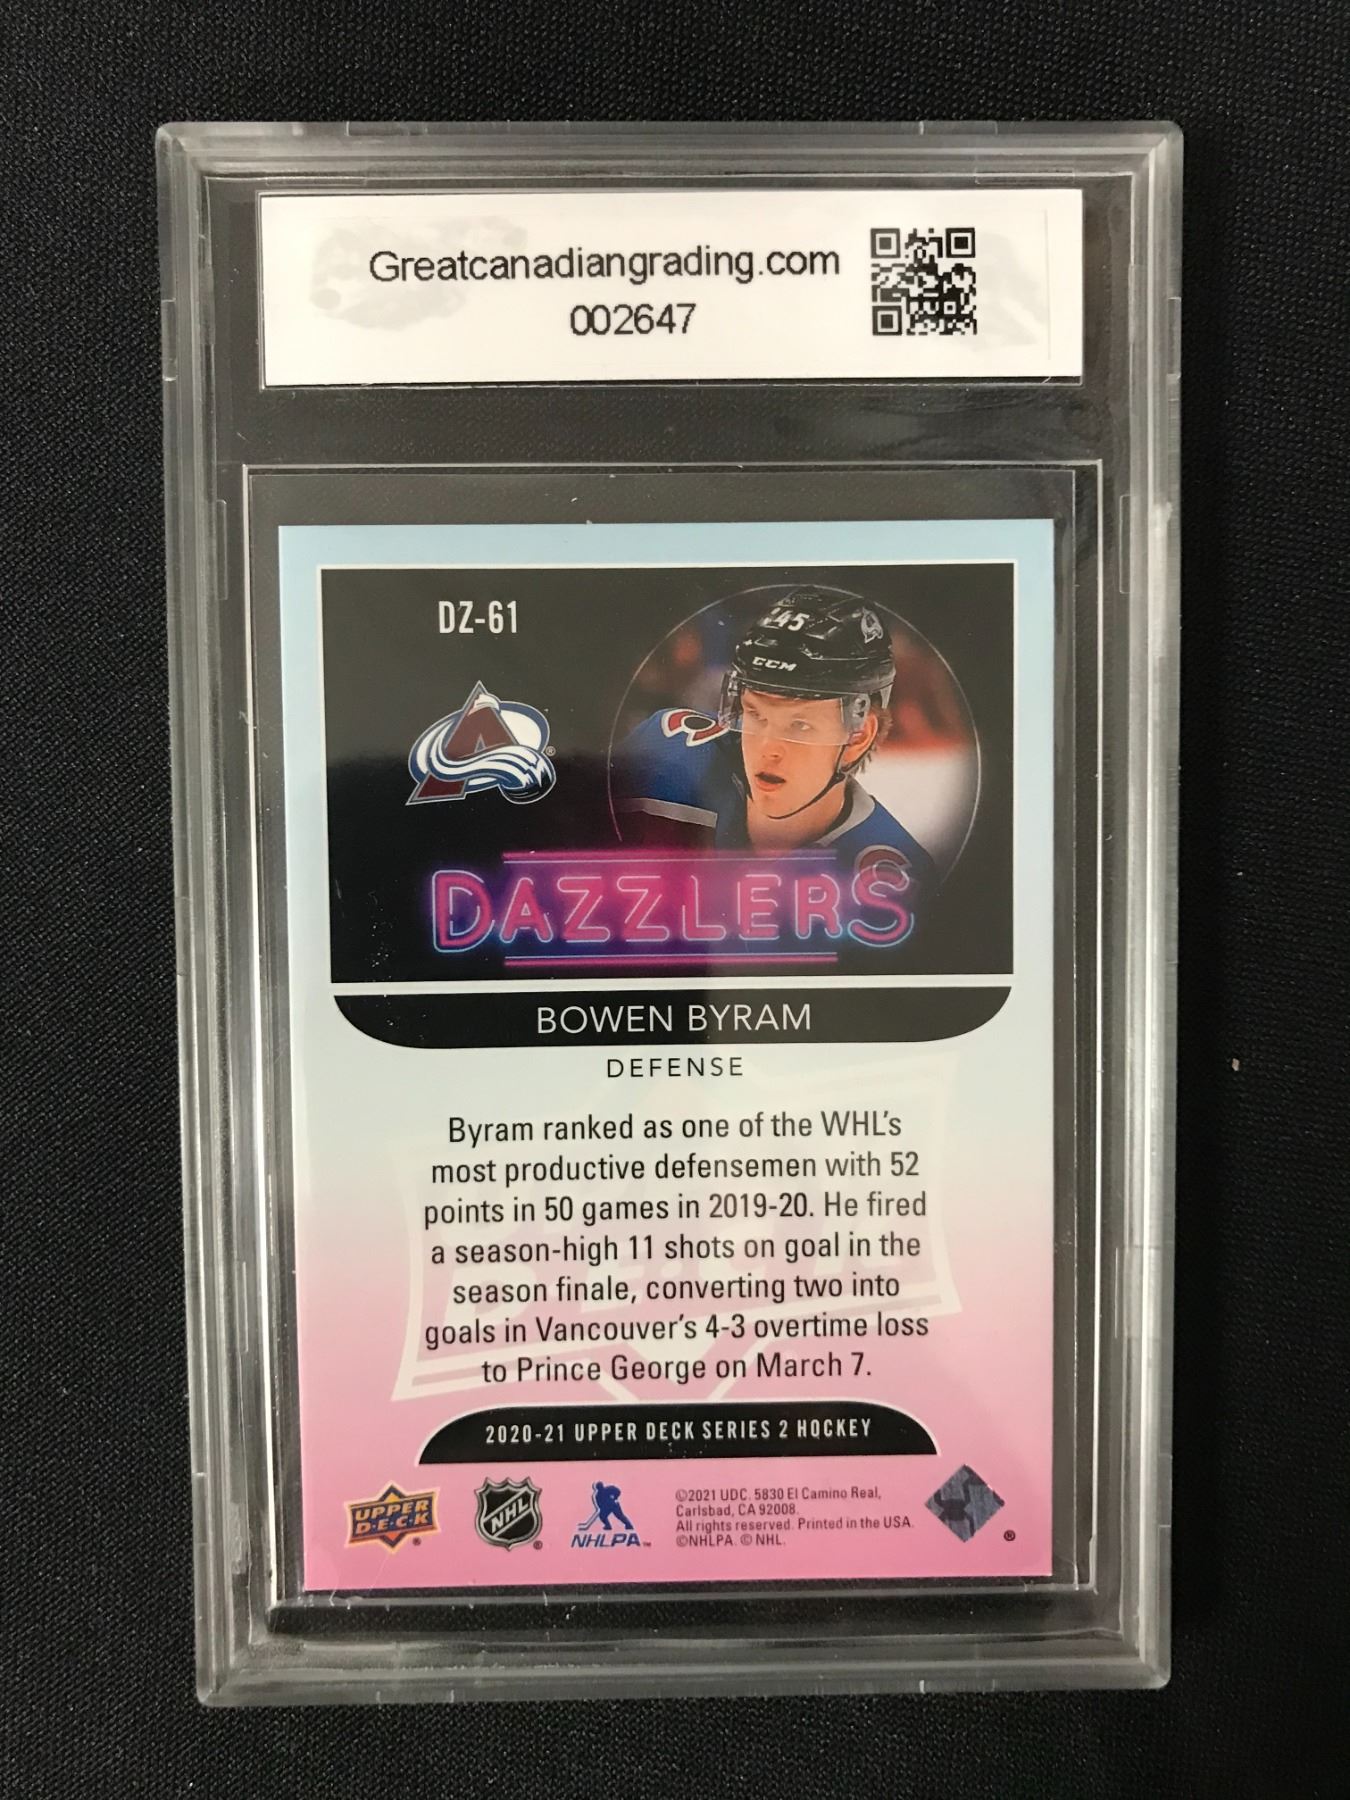 Greatcanadiangrading.com
002647
DZ-61
45
CCM
DAZZLERS
BOWEN BYRAM
DEFENSE
Byram ranked as one of the WHL's
most productive defensemen with 52
points in 50 games in 2019-20. He fired
a season-high 11 shots on goal in the
season finale, converting two into
goals in Vancouver's 4-3 overtime loss
to Prince George on March 7.
2020-21 UPPER DECK SERIES 2 HOCKEY
UPPER
DECK
®
NHL
®
NHLPA™
©2021 UDC. 5830 El Camino Real,
Carlsbad, CA 92008.
All rights reserved. Printed in the USA.
©NHLPA. © NHL.
®